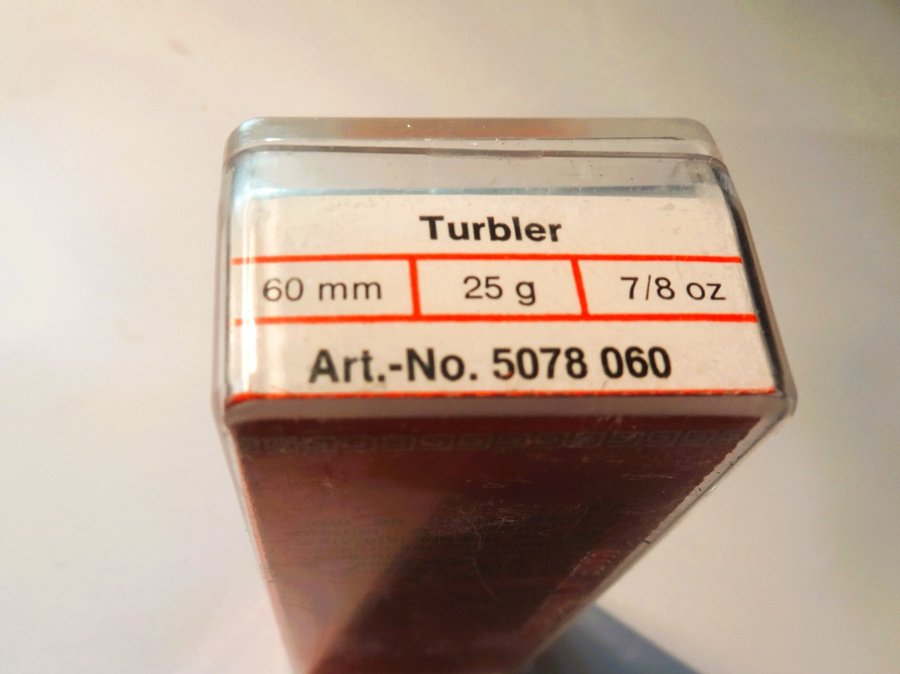 Turbler
60 mm 25 g 7/8 oz
Art.-No. 5078 060